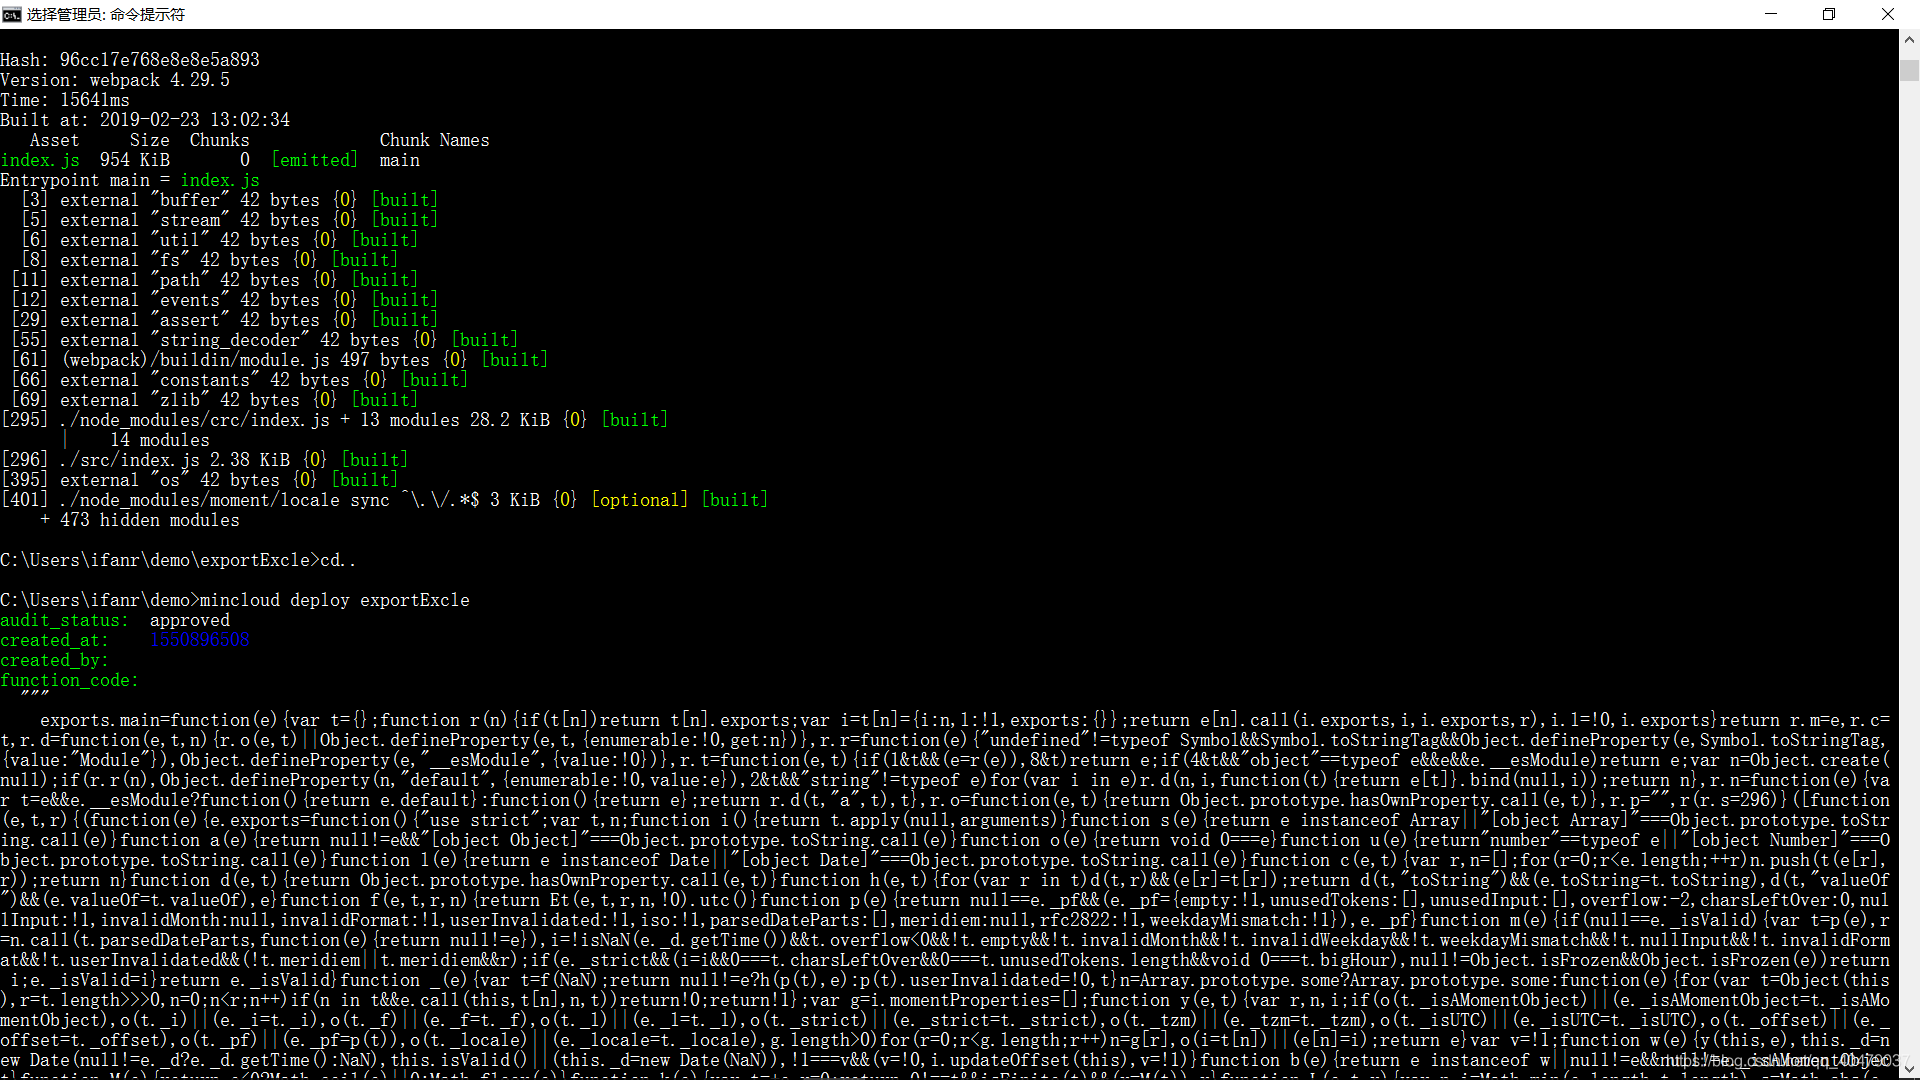 选择管理员: 命令提示符
Hash: 96cc17e768e8e8e5a893
Version: webpack 4.29.5
Time: 15641ms
Built at: 2019-02-23 13:02:34
Asset Size Chunks Chunk Names
index.js 954 KiB 0 [emitted] main
Entrypoint main = index.js
[3] external "buffer" 42 bytes {0} [built]
[5] external "stream" 42 bytes {0} [built]
[6] external "util" 42 bytes {0} [built]
[8] external "fs" 42 bytes {0} [built]
[11] external "path" 42 bytes {0} [built]
[12] external "events" 42 bytes {0} [built]
[29] external "assert" 42 bytes {0} [built]
[55] external "string_decoder" 42 bytes {0} [built]
[61] (webpack)/buildin/module.js 497 bytes {0} [built]
[66] external "constants" 42 bytes {0} [built]
[69] external "zlib" 42 bytes {0} [built]
[295] ./node_modules/crc/index.js + 13 modules 28.2 KiB {0} [built]
| 14 modules
[296] ./src/index.js 2.38 KiB {0} [built]
[395] external "os" 42 bytes {0} [built]
[401] ./node_modules/moment/locale sync ^\.\/.*$ 3 KiB {0} [optional] [built]
+ 473 hidden modules
C:\Users\ifanr\demo\exportExcle>cd..
C:\Users\ifanr\demo>mincloud deploy exportExcle
audit_status: approved
created_at: 1550896508
created_by:
function_code:
"""
exports.main=function(e){var t={};function r(n){if(t[n])return t[n].exports;var i=t[n]={i:n,l:!1,exports:{}};return e[n].call(i.exports,i,i.exports,r),i.l=!0,i.exports}return r.m=e,r.c=
t,r.d=function(e,t,n){r.o(e,t)||Object.defineProperty(e,t,{enumerable:!0,get:n})},r.r=function(e){"undefined"!=typeof Symbol&&Symbol.toStringTag&&Object.defineProperty(e,Symbol.toStringTag,
{value:"Module"}),Object.defineProperty(e,"__esModule",{value:!0})},r.t=function(e,t){if(1&t&&(e=r(e)),8&t)return e;if(4&t&&"object"==typeof e&&e&&e.__esModule)return e;var n=Object.create(
null);if(r.r(n),Object.defineProperty(n,"default",{enumerable:!0,value:e}),2&t&&"string"!=typeof e)for(var i in e)r.d(n,i,function(t){return e[t]}.bind(null,i));return n},r.n=function(e){va
r t=e&&e.__esModule?function(){return e.default}:function(){return e};return r.d(t,"a",t),t},r.o=function(e,t){return Object.prototype.hasOwnProperty.call(e,t)},r.p="",r(r.s=296)}([function
(e,t,r){(function(e){e.exports=function(){"use strict";var t,n;function i(){return t.apply(null,arguments)}function s(e){return e instanceof Array||"[object Array]"===Object.prototype.toStr
ing.call(e)}function a(e){return null!=e&&"[object Object]"===Object.prototype.toString.call(e)}function o(e){return void 0===e}function u(e){return"number"==typeof e||"[object Number]"===O
bject.prototype.toString.call(e)}function l(e){return e instanceof Date||"[object Date]"===Object.prototype.toString.call(e)}function c(e,t){var r,n=[];for(r=0;r<e.length;++r)n.push(t(e[r],
r));return n}function d(e,t){return Object.prototype.hasOwnProperty.call(e,t)}function h(e,t){for(var r in t)d(t,r)&&(e[r]=t[r]);return d(t,"toString")&&(e.toString=t.toString),d(t,"valueOf
")&&(e.valueOf=t.valueOf),e}function f(e,t,r,n){return Et(e,t,r,n,!0).utc()}function p(e){return null==e._pf&&(e._pf={empty:!1,unusedTokens:[],unusedInput:[],overflow:-2,charsLeftOver:0,nu
llInput:!1,invalidMonth:null,invalidFormat:!1,userInvalidated:!1,iso:!1,parsedDateParts:[],meridiem:null,rfc2822:!1,weekdayMismatch:!1}),e._pf}function m(e){if(null==e._isValid){var t=p(e),r
=n.call(t.parsedDateParts,function(e){return null!=e}),i=!isNaN(e._d.getTime())&&t.overflow<0&&!t.empty&&!t.invalidMonth&&!t.invalidWeekday&&!t.weekdayMismatch&&!t.nullInput&&!t.invalidForm
at&&!t.userInvalidated&&(!t.meridiem||t.meridiem&&r);if(e._strict&&(i=i&&0===t.charsLeftOver&&0===t.unusedTokens.length&&void 0===t.bigHour),null!=Object.isFrozen&&Object.isFrozen(e))return
i;e._isValid=i}return e._isValid}function _(e){var t=f(NaN);return null!=e?h(p(t),e):p(t).userInvalidated=!0,t}n=Array.prototype.some?Array.prototype.some:function(e){for(var t=Object(this
),r=t.length>>>0,n=0;n<r;n++)if(n in t&&e.call(this,t[n],n,t))return!0;return!1};var g=i.momentProperties=[];function y(e,t){var r,n,i;if(o(t._isAMomentObject)||(e._isAMomentObject=t._isAMo
mentObject),o(t._i)||(e._i=t._i),o(t._f)||(e._f=t._f),o(t._l)||(e._l=t._l),o(t._strict)||(e._strict=t._strict),o(t._tzm)||(e._tzm=t._tzm),o(t._isUTC)||(e._isUTC=t._isUTC),o(t._offset)||(e._
offset=t._offset),o(t._pf)||(e._pf=p(t)),o(t._locale)||(e._locale=t._locale),g.length>0)for(r=0;r<g.length;r++)n=g[r],o(i=t[n])||(e[n]=i);return e}var v=!1;function w(e){y(this,e),this._d=n
ew Date(null!=e._d?e._d.getTime():NaN),this.isValid()||(this._d=new Date(NaN)),!1===v&&(v=!0,i.updateOffset(this),v=!1)}function b(e){return e instanceof w||null!=e&&